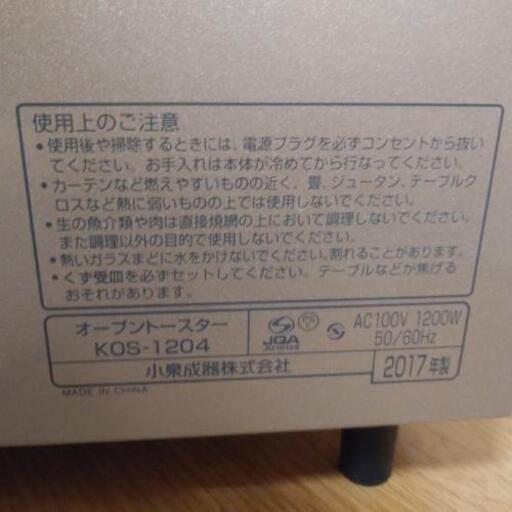 使用上のご注意
●使用後や掃除するときには、電源プラグを必ずコンセントから抜い
てください。お手入れは本体が冷めてから行なってください。
●カーテンなど燃えやすいものの近く、畳、ジュータン、テーブルク
ロスなど熱に弱いものの上では使用しないでください。
●生の魚介類や肉は直接焼網の上において調理しないでください。
また調理以外の目的で使用しないでください。
●熱いガラスまどに水をかけないでください。割れることがあります。
●くず受皿を必ずセットしてください。テーブルなどが焦げる
おそれがあります。
オーブントースター
KOS-1204
JQA
AC100V 1200W
50/60Hz
小泉成器株式会社
2017年製
MADE IN CHINA